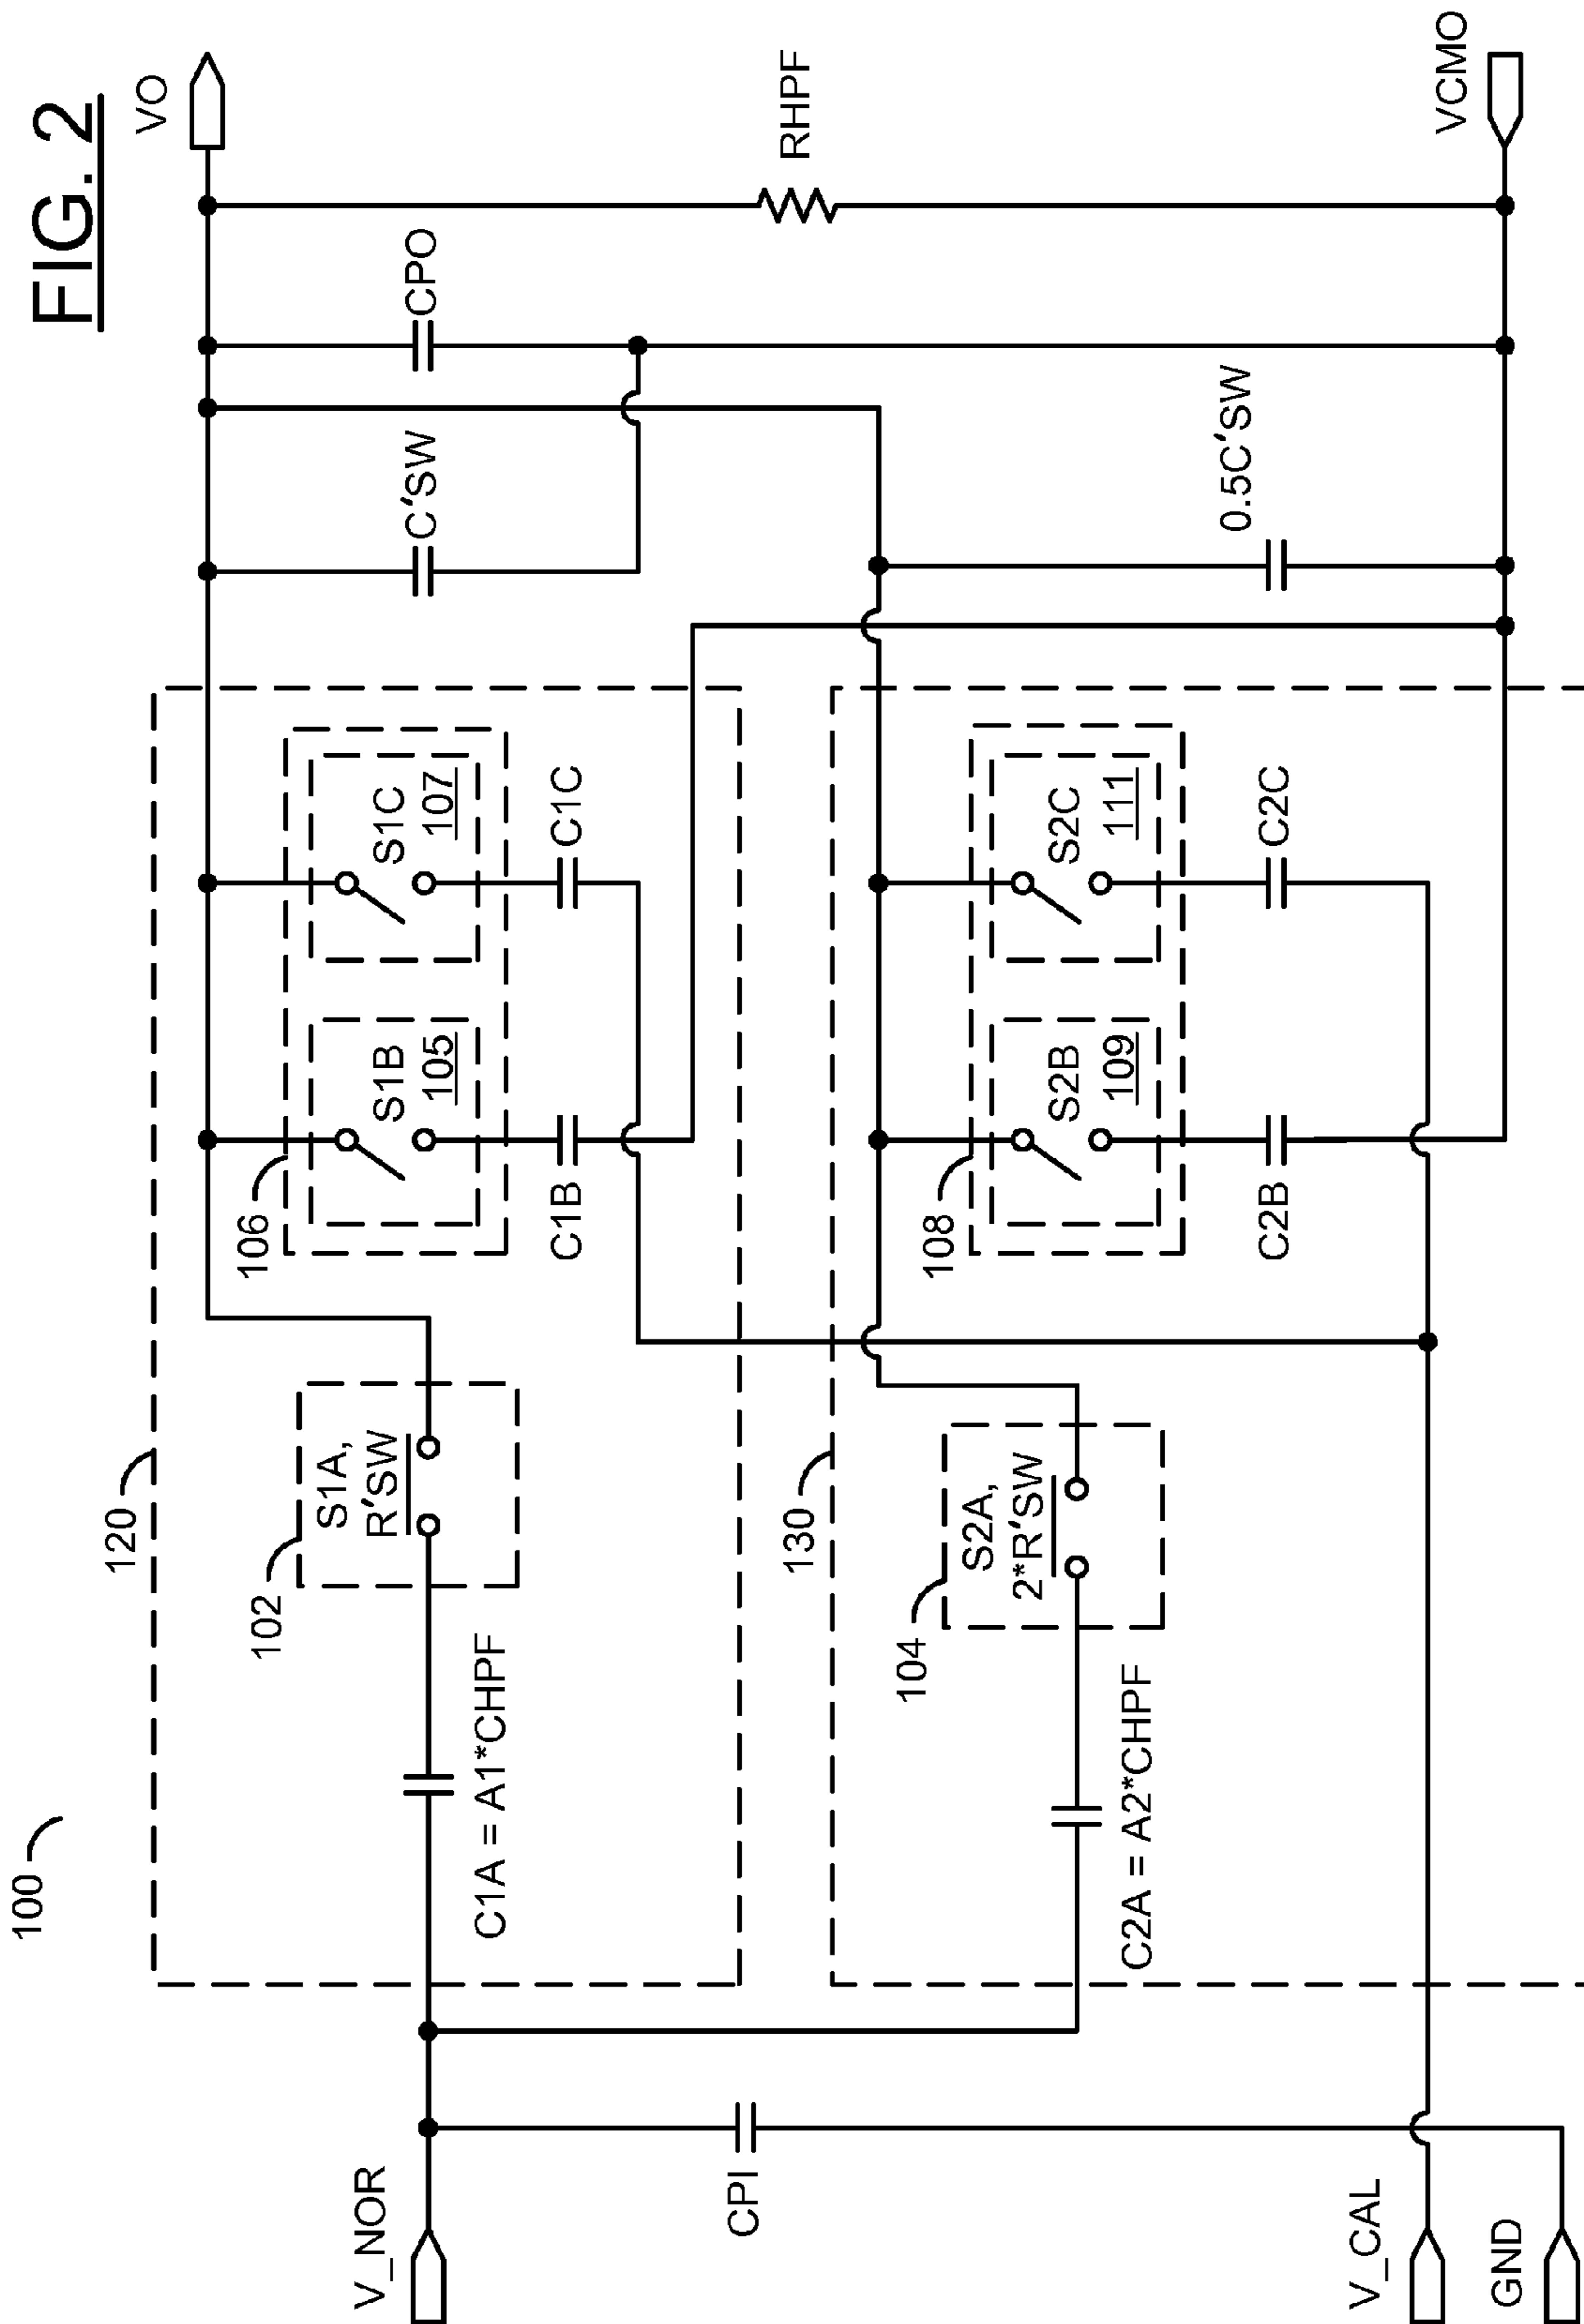 FIG. 2
100
120
VO
102
S1A,
R'SW
C1A = A1*CHPF
106
S1B
105
S1C
107
C1B
C1C
C'SW
CPO
RHPF
V_NOR
CPI
130
104
S2A,
2*R'SW
C2A = A2*CHPF
108
S2B
109
S2C
111
C2B
C2C
0.5C'SW
V_CAL
GND
VCMO